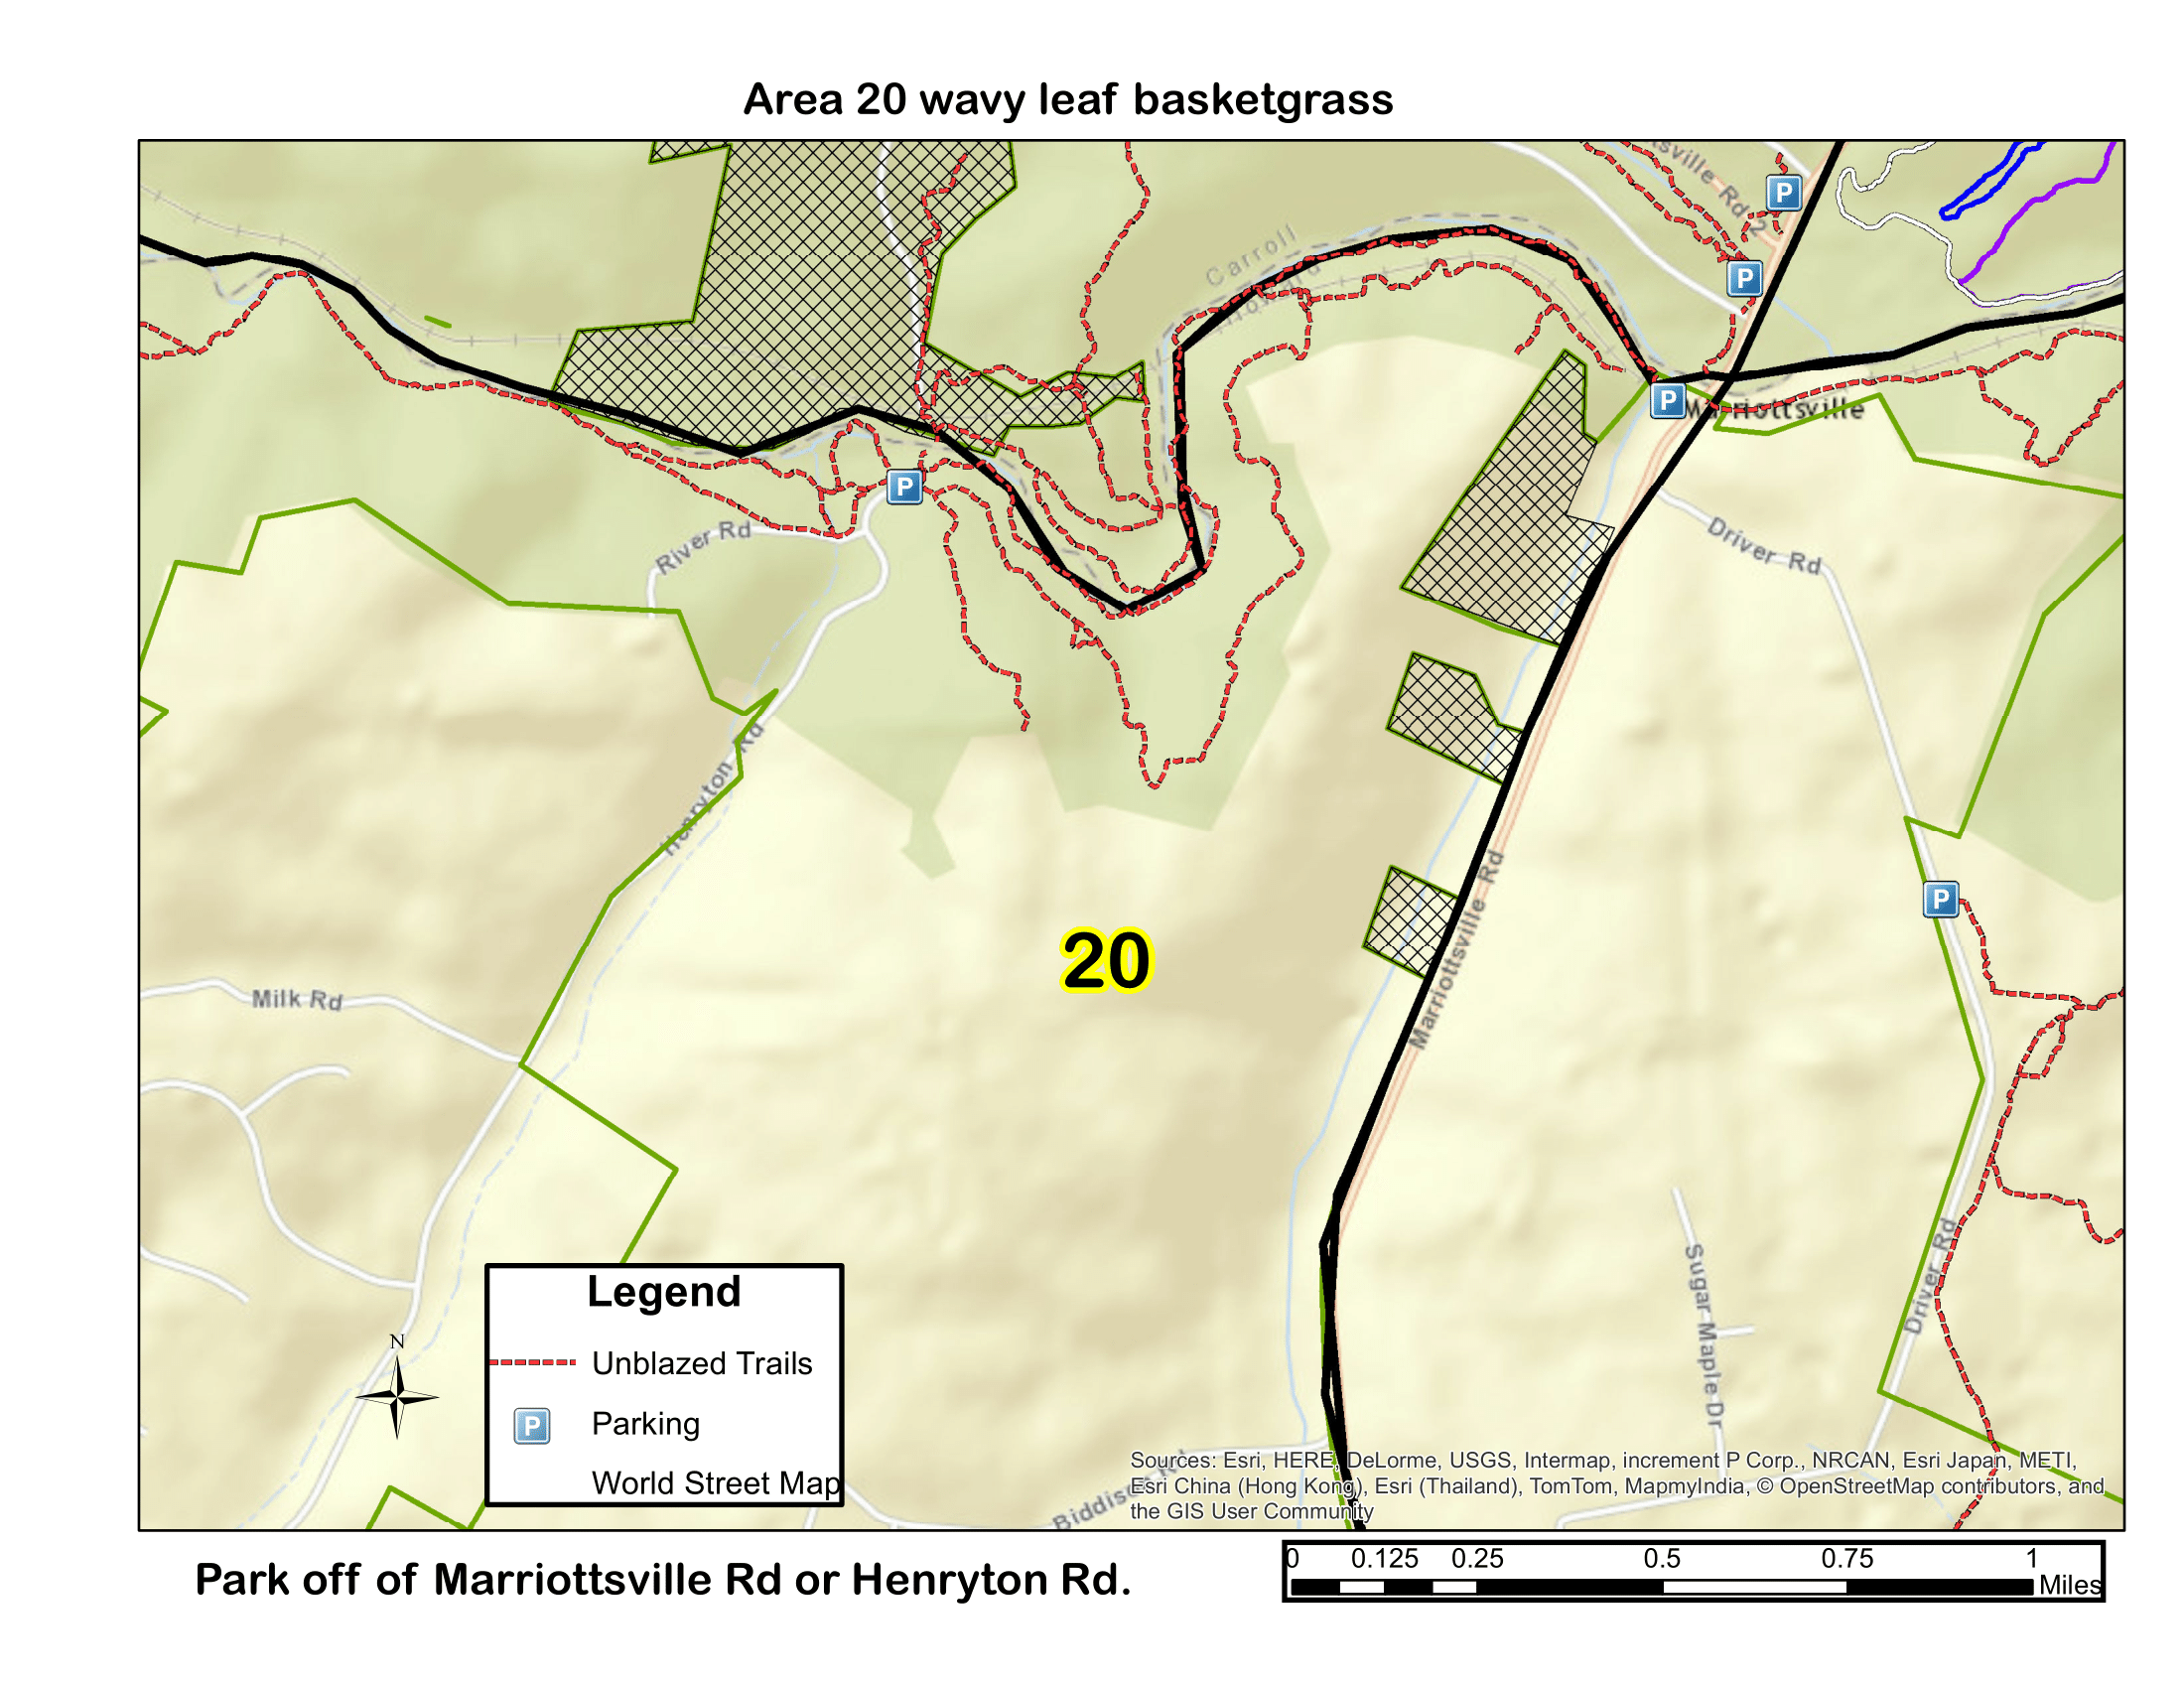 Area 20 wavy leaf basketgrass
Carroll
Marriottsville
River Rd
Driver Rd
Henryton Rd
20
Marriottsville Rd
Milk Rd
Sugar Maple Dr
Driver Rd
Legend
N
Unblazed Trails
P Parking
World Street Map
Sources: Esri, HERE, DeLorme, USGS, Intermap, increment P Corp., NRCAN, Esri Japan, METI,
Esri China (Hong Kong), Esri (Thailand), TomTom, MapmyIndia, © OpenStreetMap contributors, and
the GIS User Community
Park off of Marriottsville Rd or Henryton Rd.
0 0.125 0.25 0.5 0.75 1
Miles